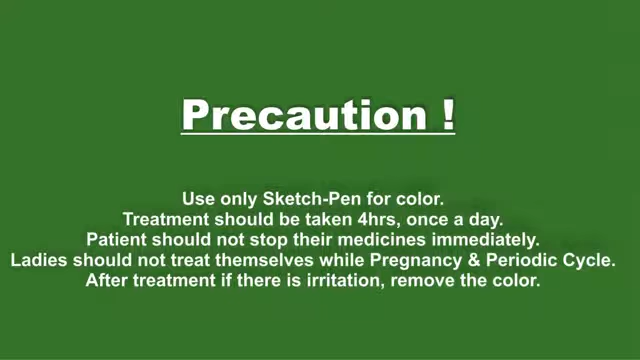 Precaution !
Use only Sketch-Pen for color.
Treatment should be taken 4hrs, once a day.
Patient should not stop their medicines immediately.
Ladies should not treat themselves while Pregnancy & Periodic Cycle.
After treatment if there is irritation, remove the color.